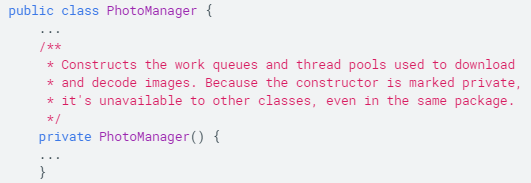 public class PhotoManager {
...
/**
* Constructs the work queues and thread pools used to download
* and decode images. Because the constructor is marked private,
* it's unavailable to other classes, even in the same package.
*/
private PhotoManager() {
...
}